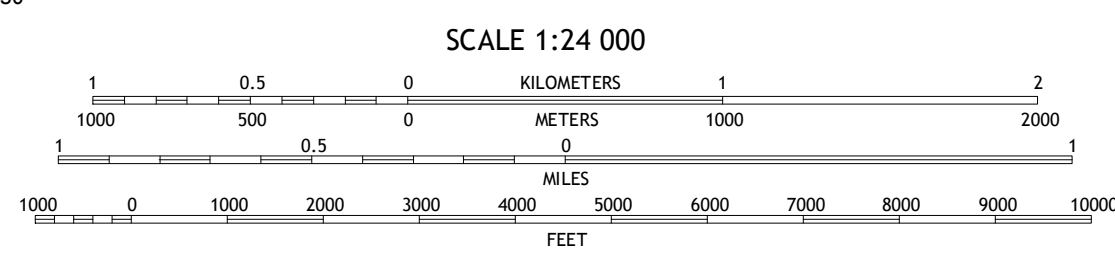 SCALE 1:24 000
1 0.5 0 KILOMETERS 1 2
1000 500 0 METERS 1000 2000
1 0.5 0 1
MILES
1000 0 1000 2000 3000 4000 5000 6000 7000 8000 9000 10000
FEET